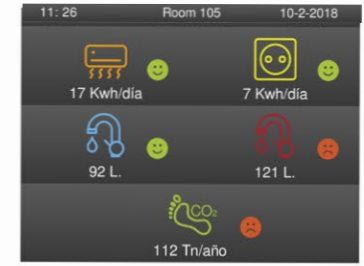 11: 26 Room 105 10-2-2018
17 Kwh/día 7 Kwh/día
92 L. 121 L.
CO₂
112 Tn/año